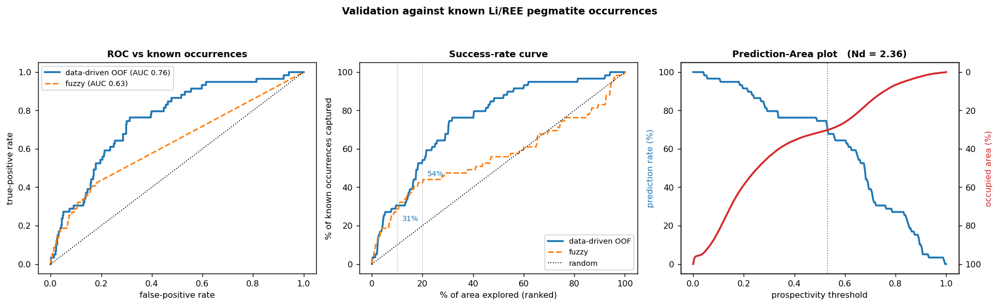 Validation against known Li/REE pegmatite occurrences
ROC vs known occurrences
data-driven OOF (AUC 0.76)
fuzzy (AUC 0.63)
true-positive rate
1.0
0.8
0.6
0.4
0.2
0.0
0.0 0.2 0.4 0.6 0.8 1.0
false-positive rate
Success-rate curve
% of known occurrences captured
100
80
60
40
20
0
54%
31%
data-driven OOF
fuzzy
random
0 20 40 60 80 100
% of area explored (ranked)
Prediction-Area plot (Nd = 2.36)
prediction rate (%)
100
80
60
40
20
0
0
20
40
60
80
100
occupied area (%)
0.0 0.2 0.4 0.6 0.8 1.0
prospectivity threshold